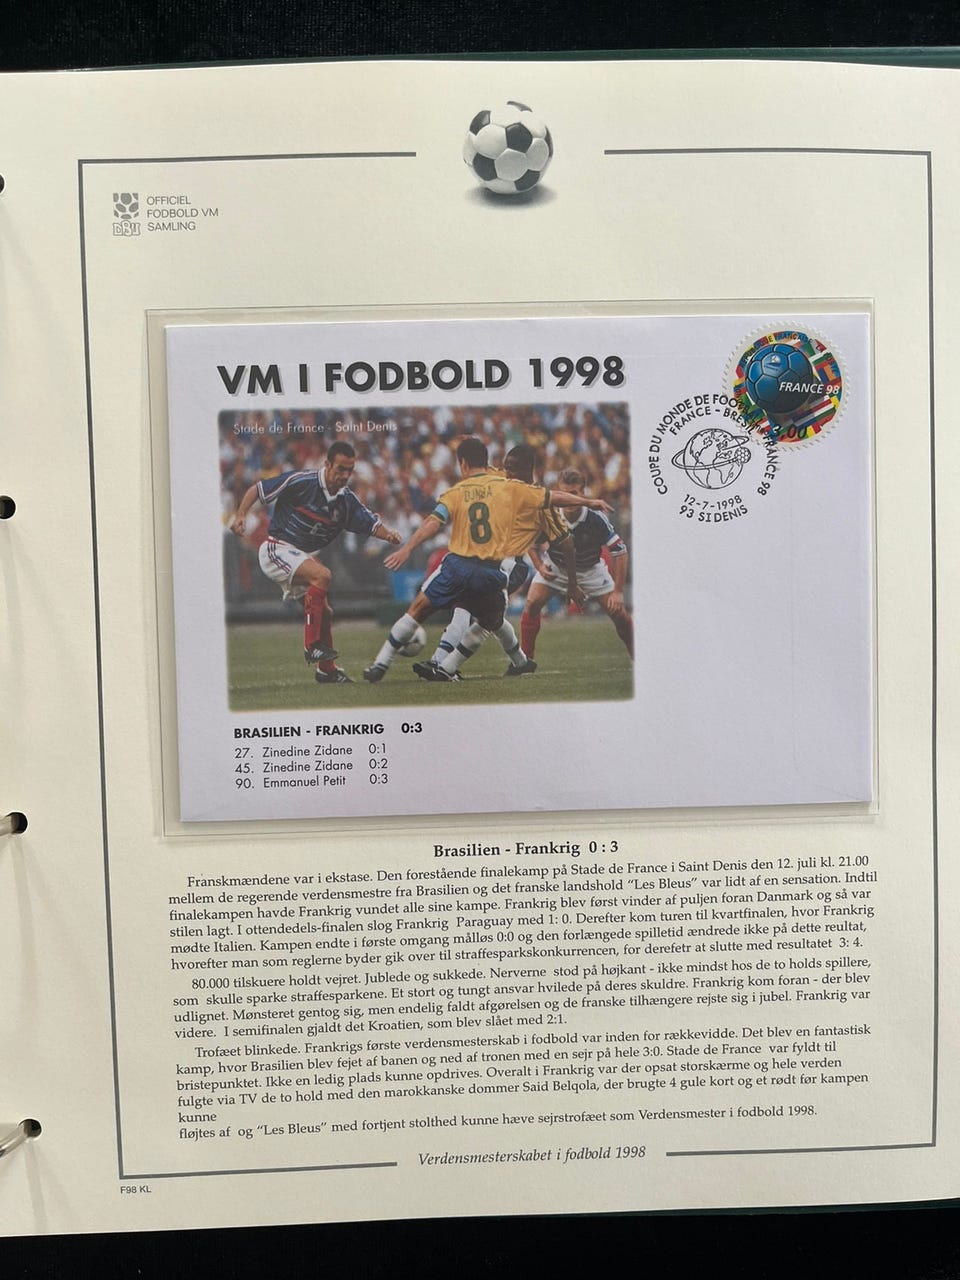 OFFICIEL
FODBOLD VM
SAMLING
DBU
VM I FODBOLD 1998
Stade de France - Saint Denis
DUNGA
8
FRANCE 98
3,00
COUPE DU MONDE DE FOOTBALL FRANCE 98
FRANCE - BRESIL
12-7-1998
93 ST DENIS
BRASILIEN - FRANKRIG 0:3
27. Zinedine Zidane 0:1
45. Zinedine Zidane 0:2
90. Emmanuel Petit 0:3
Brasilien - Frankrig 0 : 3
Franskmændene var i ekstase. Den forestående finalekamp på Stade de France i Saint Denis den 12. juli kl. 21.00
mellem de regerende verdensmestre fra Brasilien og det franske landshold “Les Bleus” var lidt af en sensation. Indtil
finalekampen havde Frankrig vundet alle sine kampe. Frankrig blev først vinder af puljen foran Danmark og så var
stilen lagt. I ottendedels-finalen slog Frankrig Paraguay med 1: 0. Derefter kom turen til kvartfinalen, hvor Frankrig
mødte Italien. Kampen endte i første omgang målløs 0:0 og den forlængede spilletid ændrede ikke på dette reultat,
hvorefter man som reglerne byder gik over til straffesparkskonkurrencen, for derefetr at slutte med resultatet 3: 4.
80.000 tilskuere holdt vejret. Jublede og sukkede. Nerverne stod på højkant - ikke mindst hos de to holds spillere,
som skulle sparke straffesparkene. Et stort og tungt ansvar hvilede på deres skuldre. Frankrig kom foran - der blev
udlignet. Mønsteret gentog sig, men endelig faldt afgørelsen og de franske tilhængere rejste sig i jubel. Frankrig var
videre. I semifinalen gjaldt det Kroatien, som blev slået med 2:1.
Trofæet blinkede. Frankrigs første verdensmesterskab i fodbold var inden for rækkevidde. Det blev en fantastisk
kamp, hvor Brasilien blev fejet af banen og ned af tronen med en sejr på hele 3:0. Stade de France var fyldt til
bristepunktet. Ikke en ledig plads kunne opdrives. Overalt i Frankrig var der opsat storskærme og hele verden
fulgte via TV de to hold med den marokkanske dommer Said Belqola, der brugte 4 gule kort og et rødt før kampen
kunne
fløjtes af og “Les Bleus” med fortjent stolthed kunne hæve sejrstrofæet som Verdensmester i fodbold 1998.
Verdensmesterskabet i fodbold 1998
F98 KL